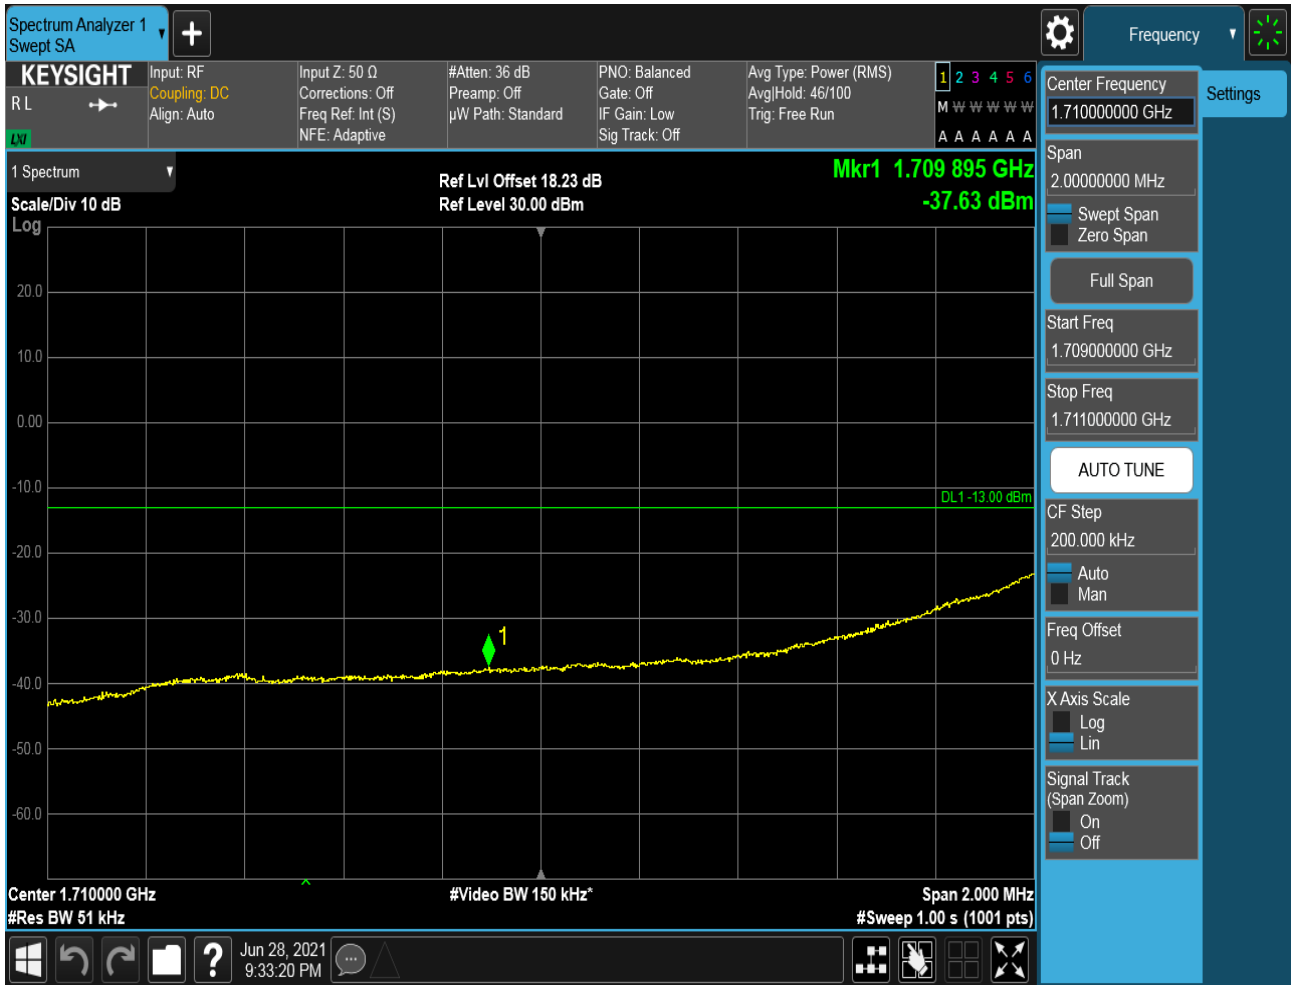 Spectrum Analyzer 1
Swept SA
Frequency
KEYSIGHT
R L
LXI
Input: RF
Coupling: DC
Align: Auto
Input Z: 50 Ω
Corrections: Off
Freq Ref: Int (S)
NFE: Adaptive
#Atten: 36 dB
Preamp: Off
µW Path: Standard
PNO: Balanced
Gate: Off
IF Gain: Low
Sig Track: Off
Avg Type: Power (RMS)
Avg|Hold: 46/100
Trig: Free Run
1 2 3 4 5 6
M W W W W W
A A A A A A
1 Spectrum
Scale/Div 10 dB
Log
Ref Lvl Offset 18.23 dB
Ref Level 30.00 dBm
Mkr1 1.709 895 GHz
-37.63 dBm
20.0
10.0
0.00
-10.0
-20.0
-30.0
-40.0
-50.0
-60.0
DL1 -13.00 dBm
1
Center 1.710000 GHz
#Res BW 51 kHz
#Video BW 150 kHz*
Span 2.000 MHz
#Sweep 1.00 s (1001 pts)
Jun 28, 2021
9:33:20 PM
Center Frequency
1.710000000 GHz
Settings
Span
2.00000000 MHz
Swept Span
Zero Span
Full Span
Start Freq
1.709000000 GHz
Stop Freq
1.711000000 GHz
AUTO TUNE
CF Step
200.000 kHz
Auto
Man
Freq Offset
0 Hz
X Axis Scale
Log
Lin
Signal Track
(Span Zoom)
On
Off